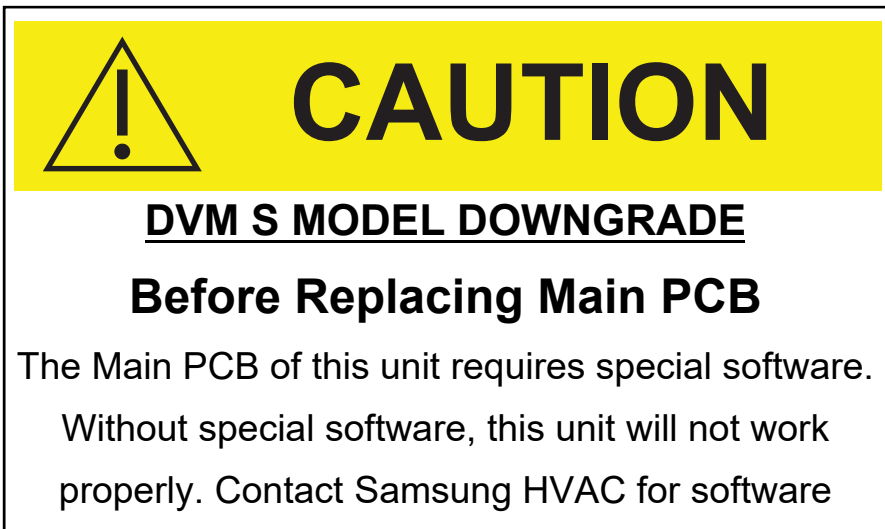 CAUTION
DVM S MODEL DOWNGRADE
Before Replacing Main PCB
The Main PCB of this unit requires special software.
Without special software, this unit will not work
properly. Contact Samsung HVAC for software